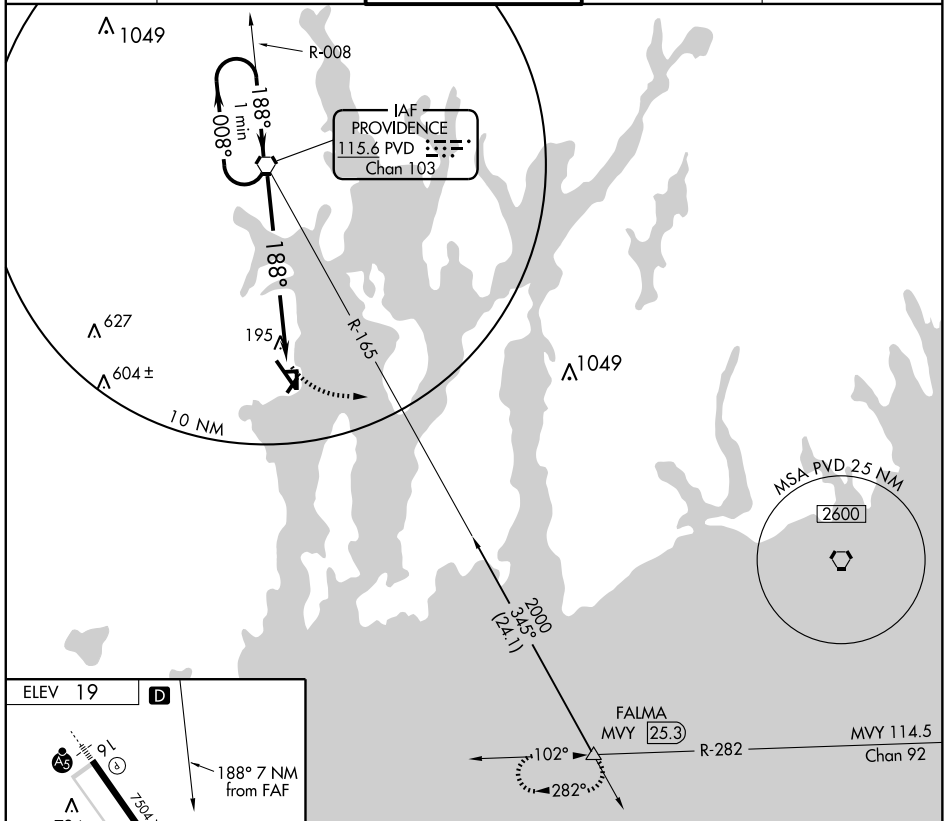 1049
R-008
188°
1 min
008°
IAF
PROVIDENCE
115.6 PVD
Chan 103
188°
R-165
627
195
604 ±
1049
10 NM
MSA PVD 25 NM
2600
2000
345°
(24.1)
FALMA
MVY 25.3
102°
282°
R-282
MVY 114.5
Chan 92
ELEV 19
D
188° 7 NM
from FAF
A5
16
P
7504